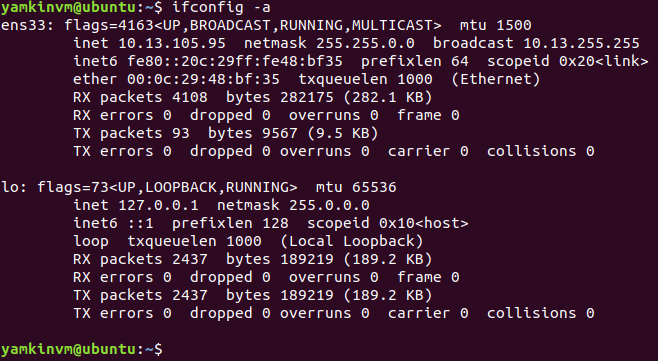 yamkinvm@ubuntu:~$ ifconfig -a
ens33: flags=4163<UP,BROADCAST,RUNNING,MULTICAST>  mtu 1500
        inet 10.13.105.95  netmask 255.255.0.0  broadcast 10.13.255.255
        inet6 fe80::20c:29ff:fe48:bf35  prefixlen 64  scopeid 0x20<link>
        ether 00:0c:29:48:bf:35  txqueuelen 1000  (Ethernet)
        RX packets 4108  bytes 282175 (282.1 KB)
        RX errors 0  dropped 0  overruns 0  frame 0
        TX packets 93  bytes 9567 (9.5 KB)
        TX errors 0  dropped 0 overruns 0  carrier 0  collisions 0

lo: flags=73<UP,LOOPBACK,RUNNING>  mtu 65536
        inet 127.0.0.1  netmask 255.0.0.0
        inet6 ::1  prefixlen 128  scopeid 0x10<host>
        loop  txqueuelen 1000  (Local Loopback)
        RX packets 2437  bytes 189219 (189.2 KB)
        RX errors 0  dropped 0  overruns 0  frame 0
        TX packets 2437  bytes 189219 (189.2 KB)
        TX errors 0  dropped 0 overruns 0  carrier 0  collisions 0

yamkinvm@ubuntu:~$